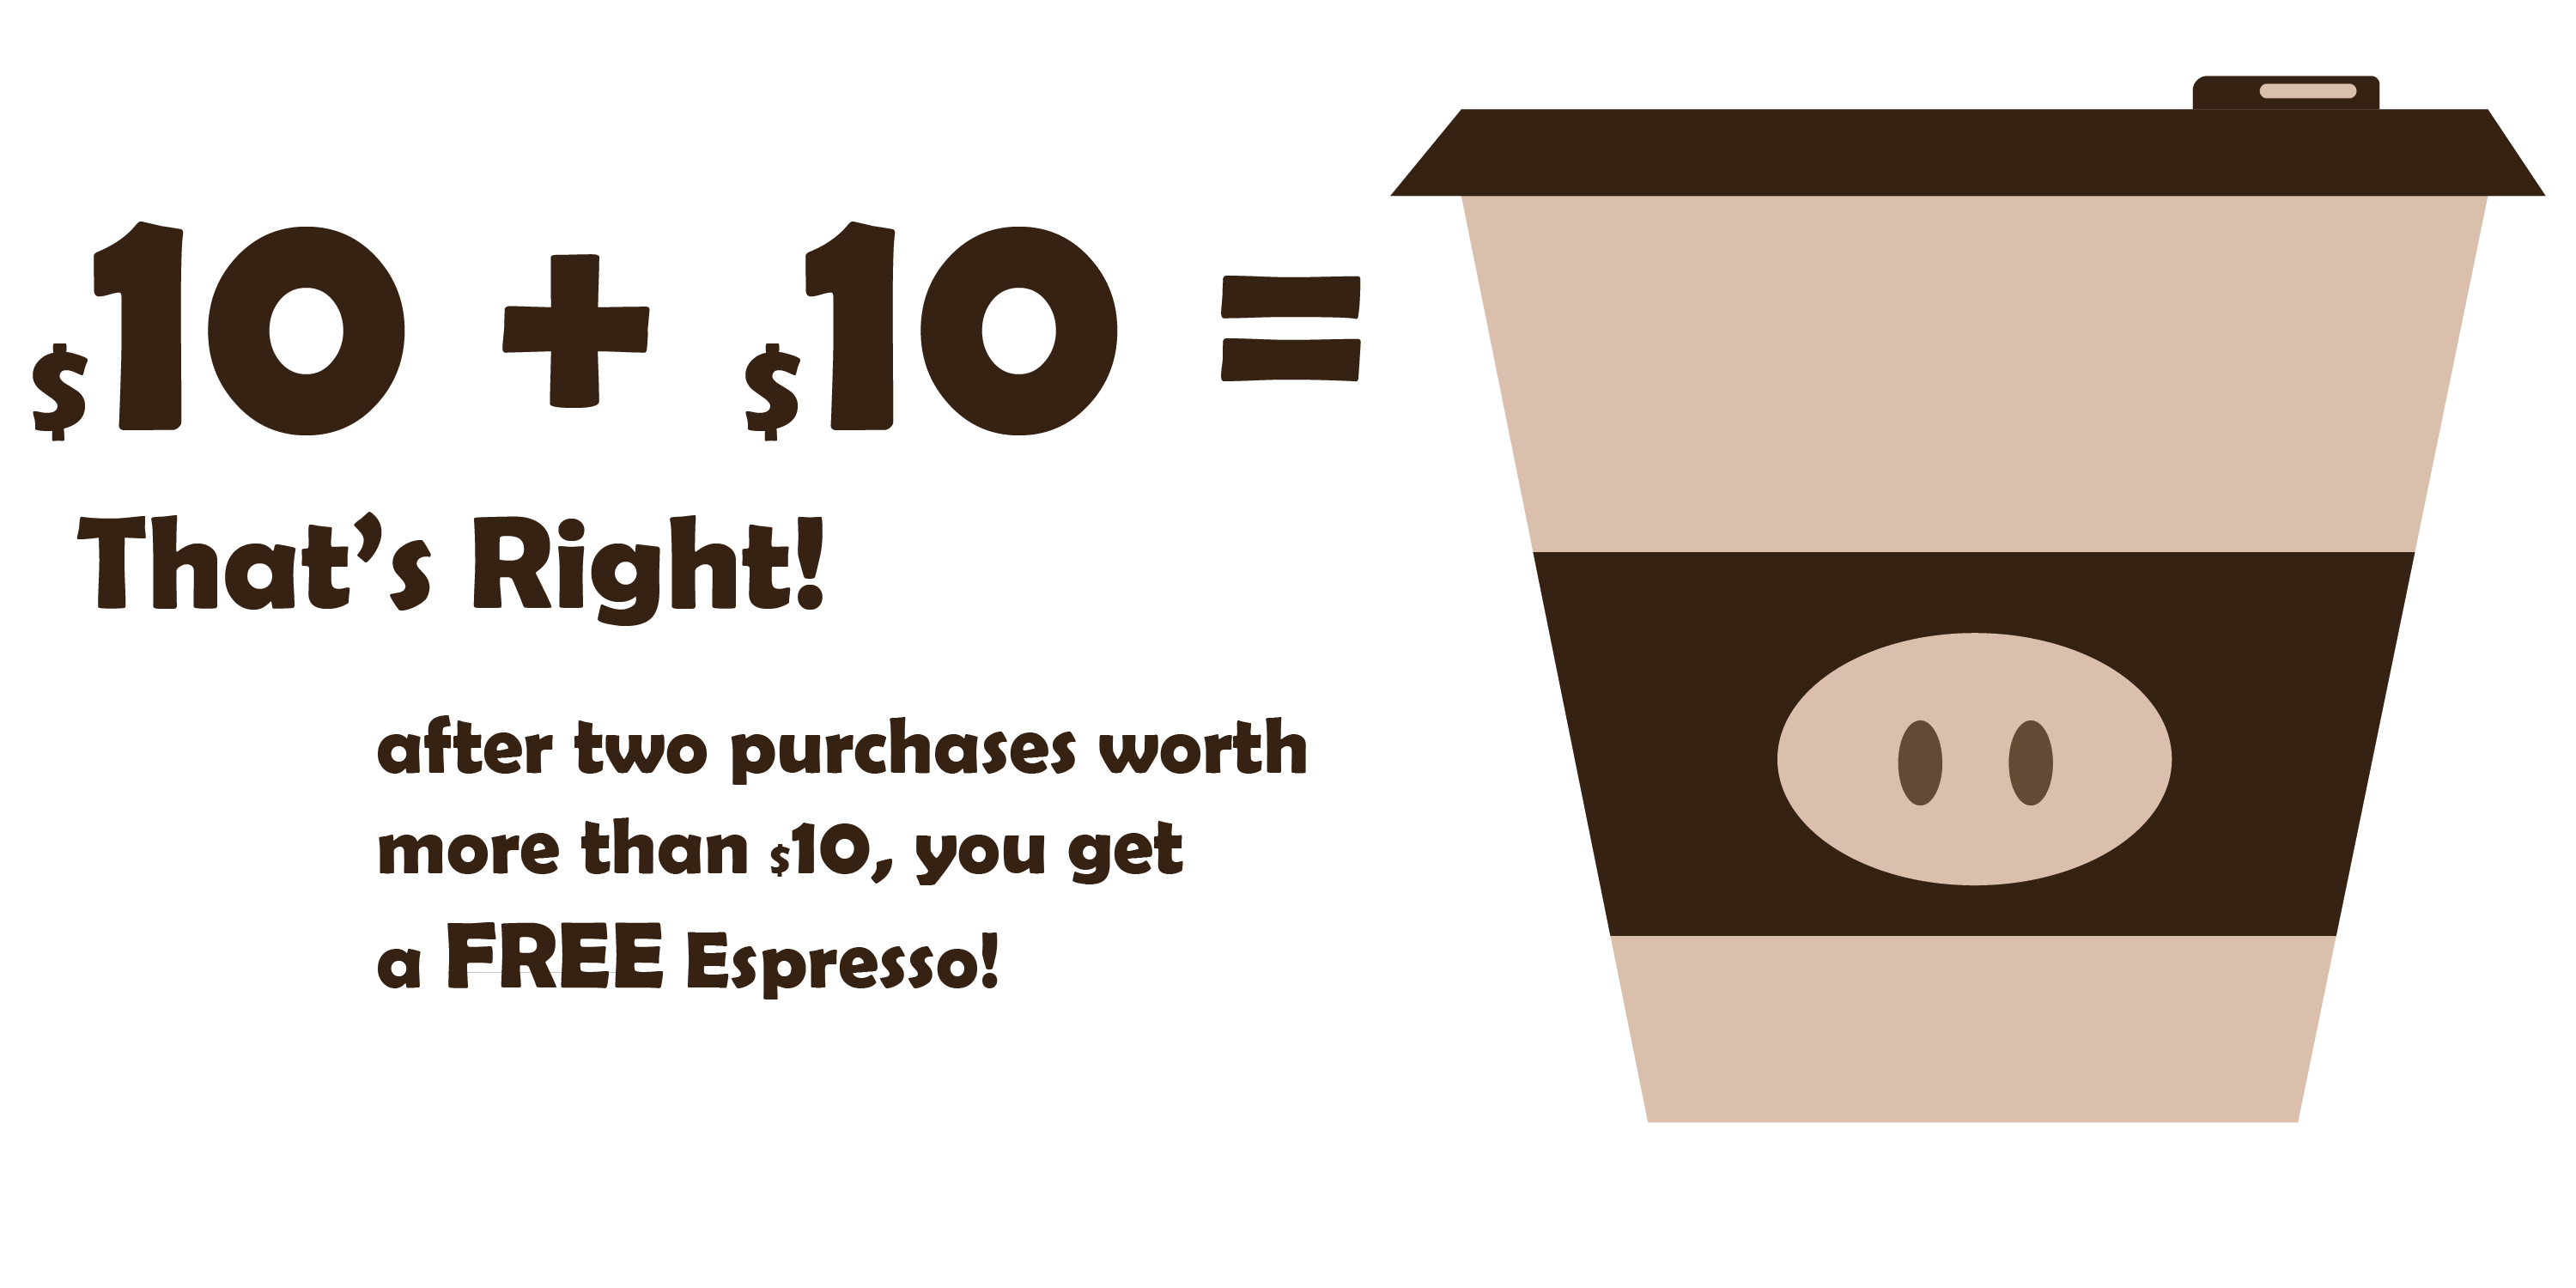 $10 + $10 =
That’s Right!
after two purchases worth
more than $10, you get
a FREE Espresso!